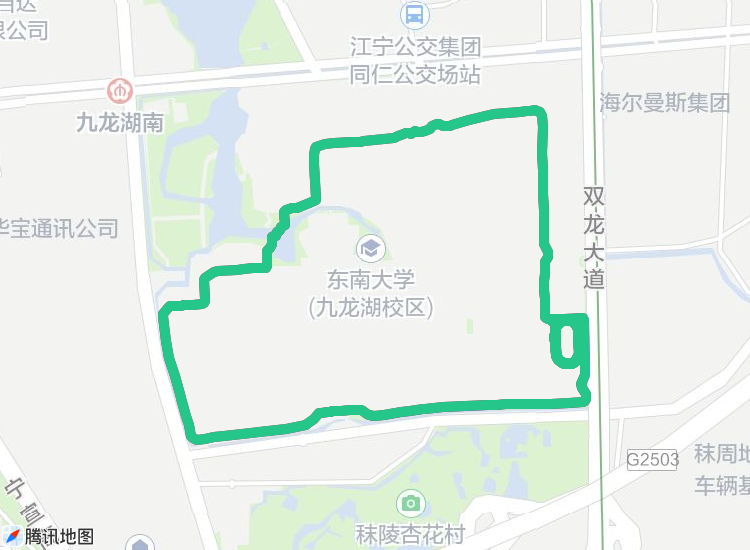 限公司
江宁公交集团
同仁公交场站
九龙湖南
海尔曼斯集团
华宝通讯公司
双龙大道
东南大学
(九龙湖校区)
G2503
秣周地
车辆基
秣陵杏花村
腾讯地图